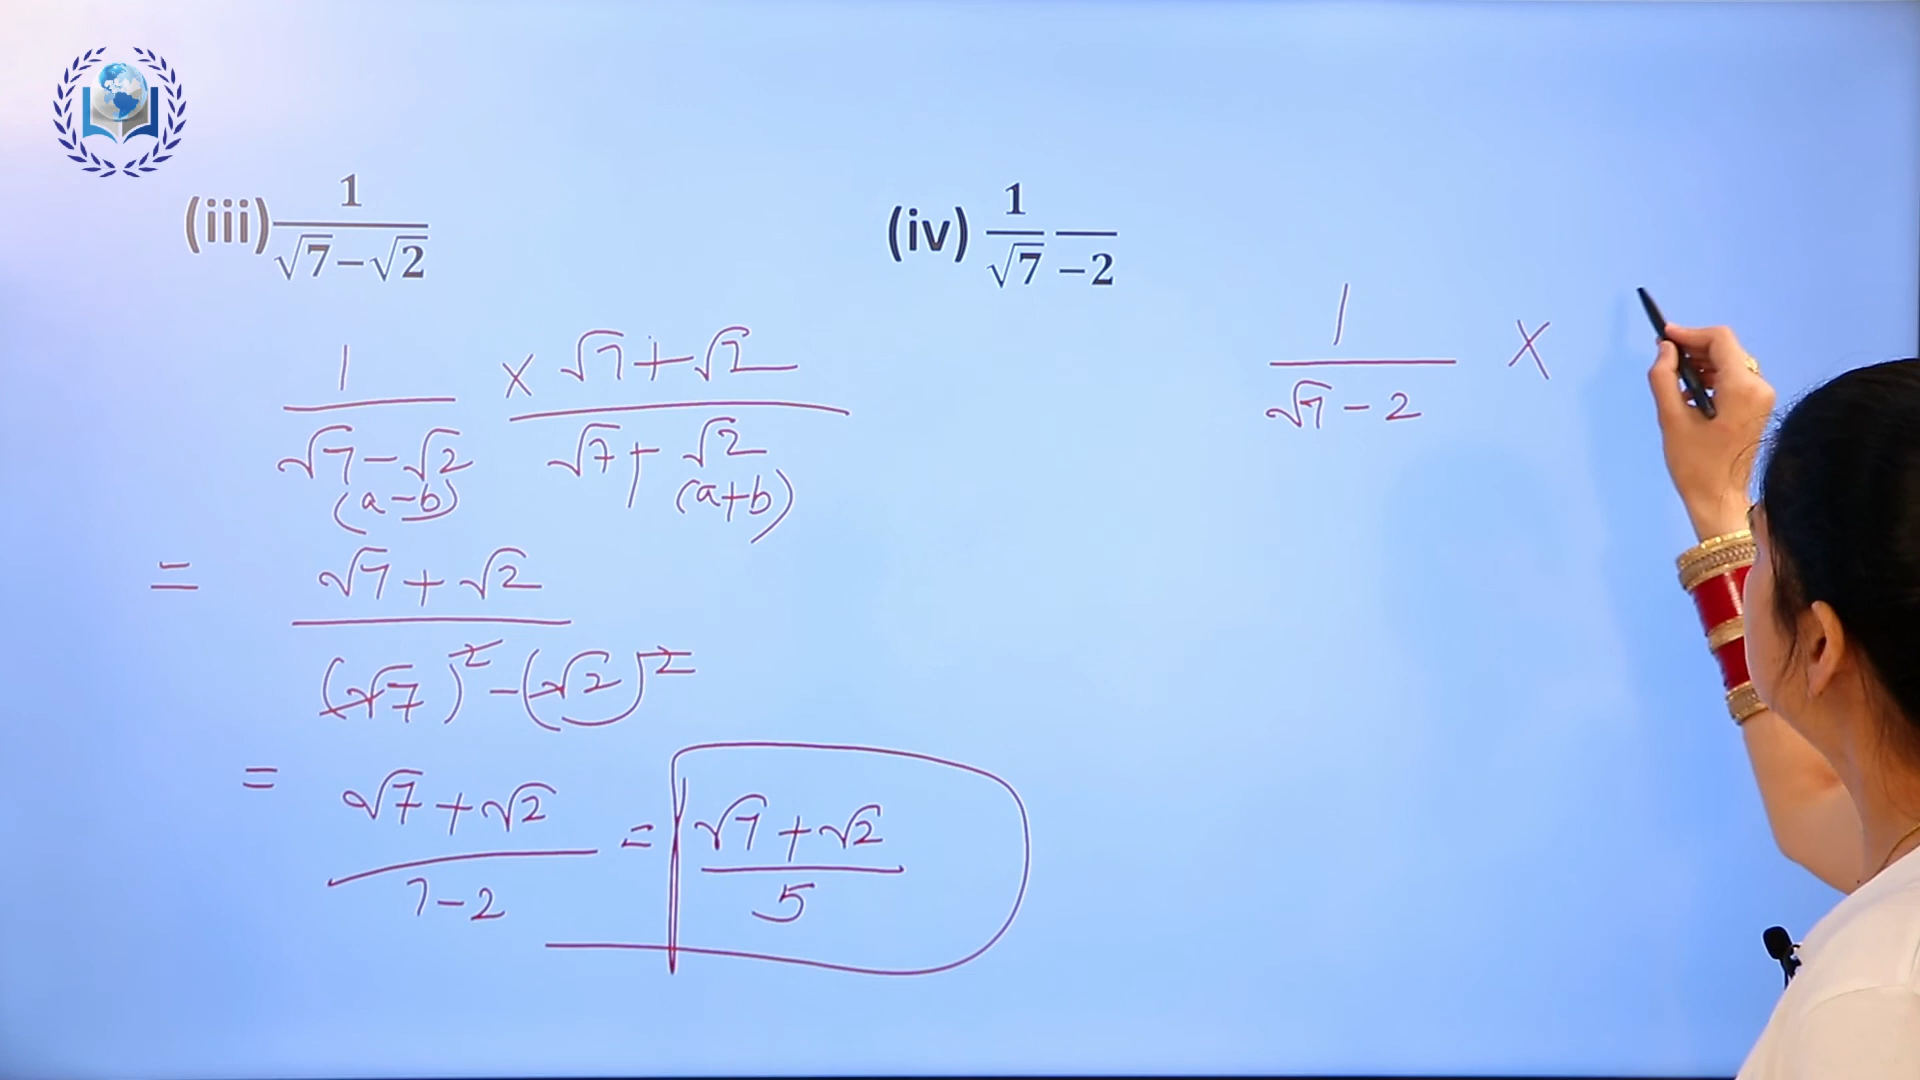 (iii) 1/(√7−√2)
(iv) 1/√7 −2
1/(√7−√2) × (√7+√2)/(√7+√2)
(a−b) (a+b)
= (√7+√2)/((√7)²−(√2)²)
= (√7+√2)/(7−2) = (√7+√2)/5
1/(√7−2) ×